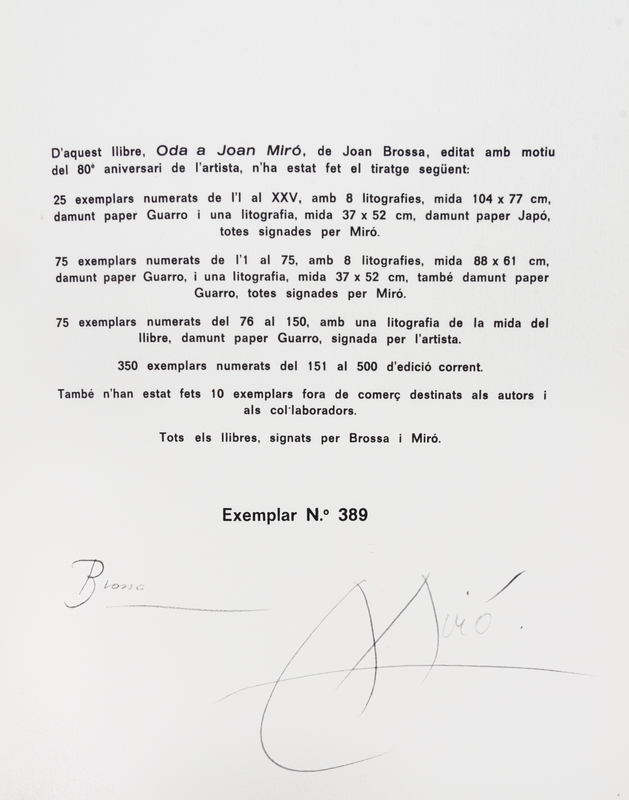 D'aquest llibre, Oda a Joan Miró, de Joan Brossa, editat amb motiu
del 80è aniversari de l'artista, n'ha estat fet el tiratge següent:
25 exemplars numerats de l'I al XXV, amb 8 litografies, mida 104 x 77 cm,
damunt paper Guarro i una litografia, mida 37 x 52 cm, damunt paper Japó,
totes signades per Miró.
75 exemplars numerats de l'1 al 75, amb 8 litografies, mida 88 x 61 cm,
damunt paper Guarro, i una litografia, mida 37 x 52 cm, també damunt paper
Guarro, totes signades per Miró.
75 exemplars numerats del 76 al 150, amb una litografia de la mida del
llibre, damunt paper Guarro, signada per l'artista.
350 exemplars numerats del 151 al 500 d'edició corrent.
També n'han estat fets 10 exemplars fora de comerç destinats als autors i
als col·laboradors.
Tots els llibres, signats per Brossa i Miró.
Exemplar N.º 389
Brossa
Miró.